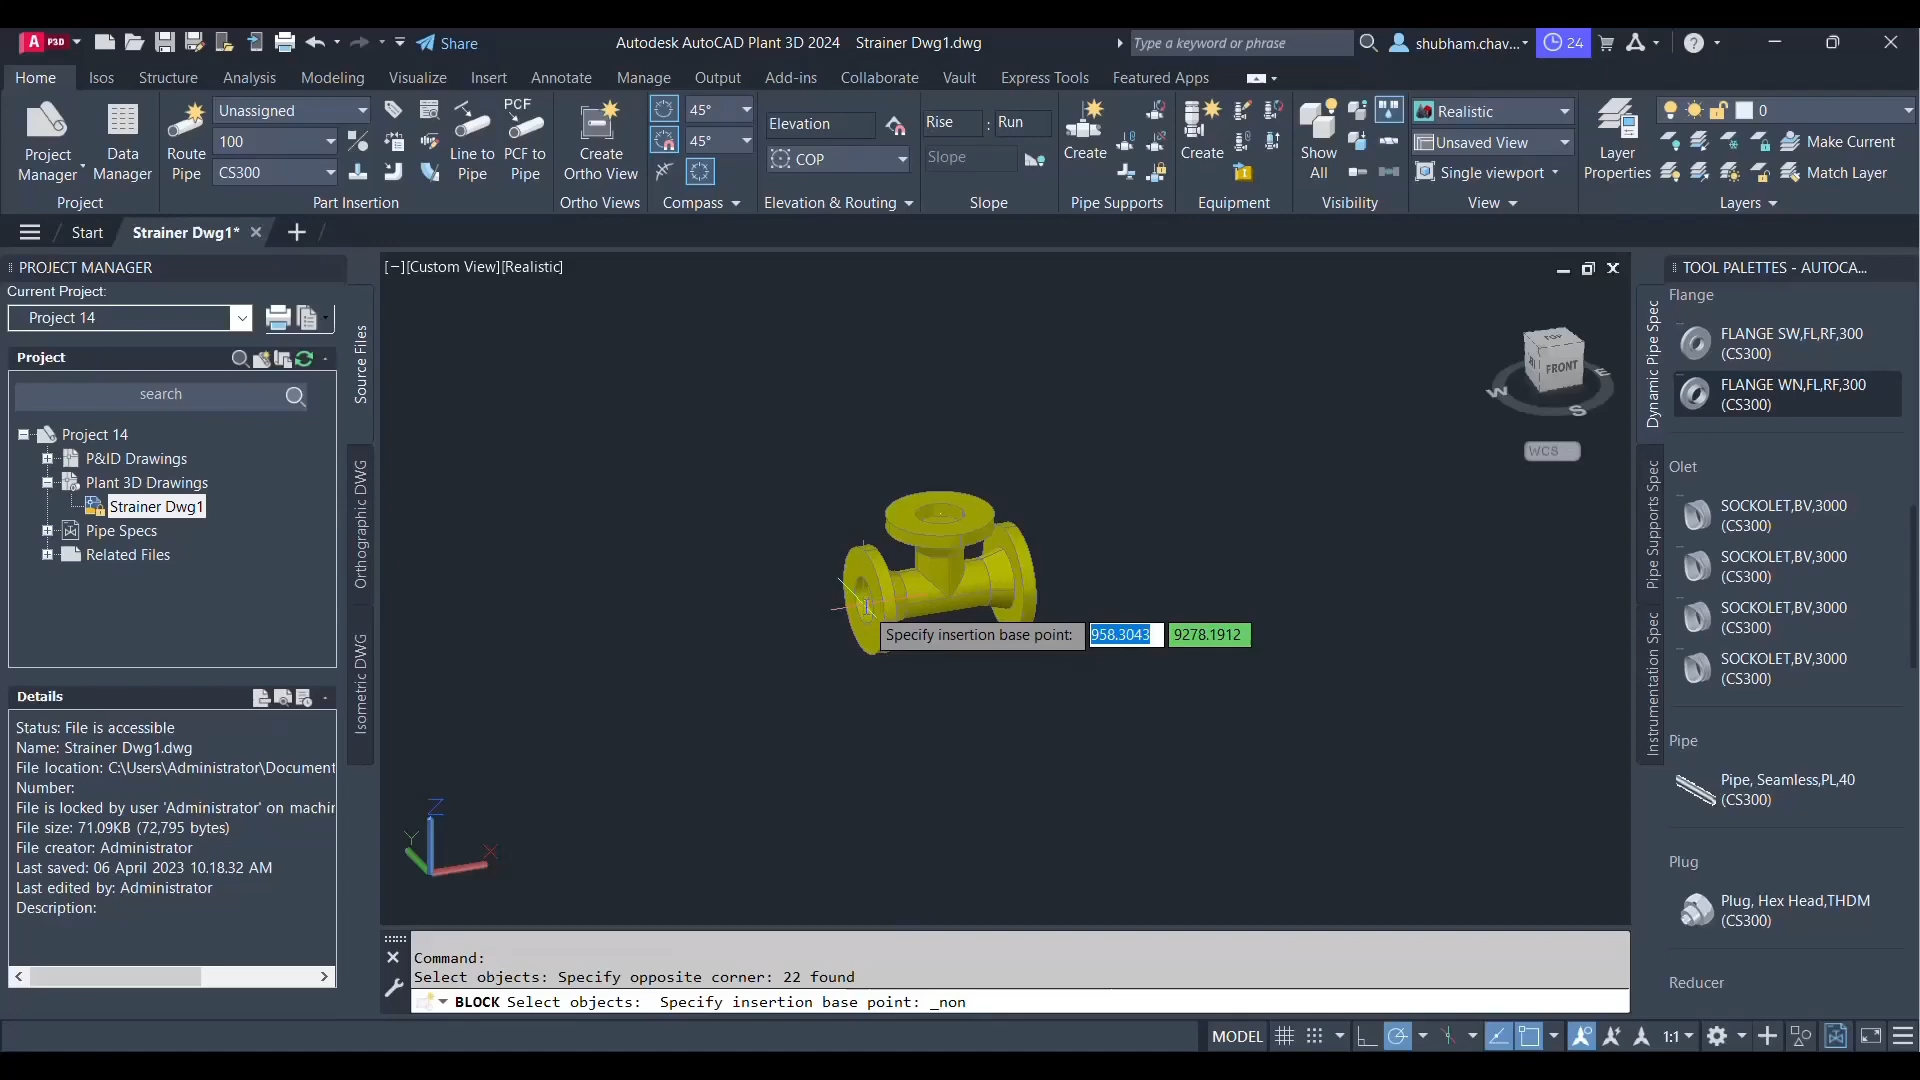 A P3D Share Autodesk AutoCAD Plant 3D 2024 Strainer Dwg1.dwg Type a keyword or phrase shubham.chav... 24
Home Isos Structure Analysis Modeling Visualize Insert Annotate Manage Output Add-ins Collaborate Vault Express Tools Featured Apps
Project Manager
Data Manager
Project
Route Pipe
Unassigned
100
CS300
Line to Pipe
PCF
PCF to Pipe
Part Insertion
Create Ortho View
Ortho Views
45°
45°
Compass
Elevation
COP
Elevation & Routing
Rise : Run
Slope
Slope
Create
Pipe Supports
Create
Equipment
Show All
Visibility
Realistic
Unsaved View
Single viewport
View
Layer Properties
0
Make Current
Match Layer
Layers
Start Strainer Dwg1*
PROJECT MANAGER
Current Project:
Project 14
Project
search
Project 14
P&ID Drawings
Plant 3D Drawings
Strainer Dwg1
Pipe Specs
Related Files
Source Files
Orthographic DWG
Isometric DWG
Details
Status: File is accessible
Name: Strainer Dwg1.dwg
File location: C:\Users\Administrator\Document
Number:
File is locked by user 'Administrator' on machin
File size: 71.09KB (72,795 bytes)
File creator: Administrator
Last saved: 06 April 2023 10.18.32 AM
Last edited by: Administrator
Description:
[−][Custom View][Realistic]
TOP
FRONT
W S E
WCS
Specify insertion base point: 958.3043 9278.1912
Z
Y
X
Command:
Select objects: Specify opposite corner: 22 found
BLOCK Select objects: Specify insertion base point: _non
TOOL PALETTES - AUTOCA...
Dynamic Pipe Spec
Pipe Supports Spec
Instrumentation Spec
Flange
FLANGE SW,FL,RF,300
(CS300)
FLANGE WN,FL,RF,300
(CS300)
Olet
SOCKOLET,BV,3000
(CS300)
SOCKOLET,BV,3000
(CS300)
SOCKOLET,BV,3000
(CS300)
SOCKOLET,BV,3000
(CS300)
Pipe
Pipe, Seamless,PL,40
(CS300)
Plug
Plug, Hex Head,THDM
(CS300)
Reducer
MODEL 1:1